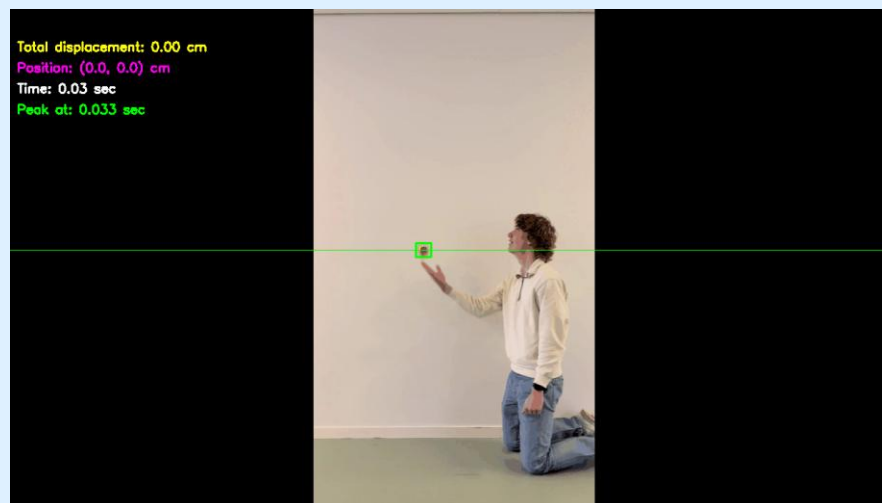 Total displacement: 0.00 cm
Position: (0.0, 0.0) cm
Time: 0.03 sec
Peak at: 0.033 sec